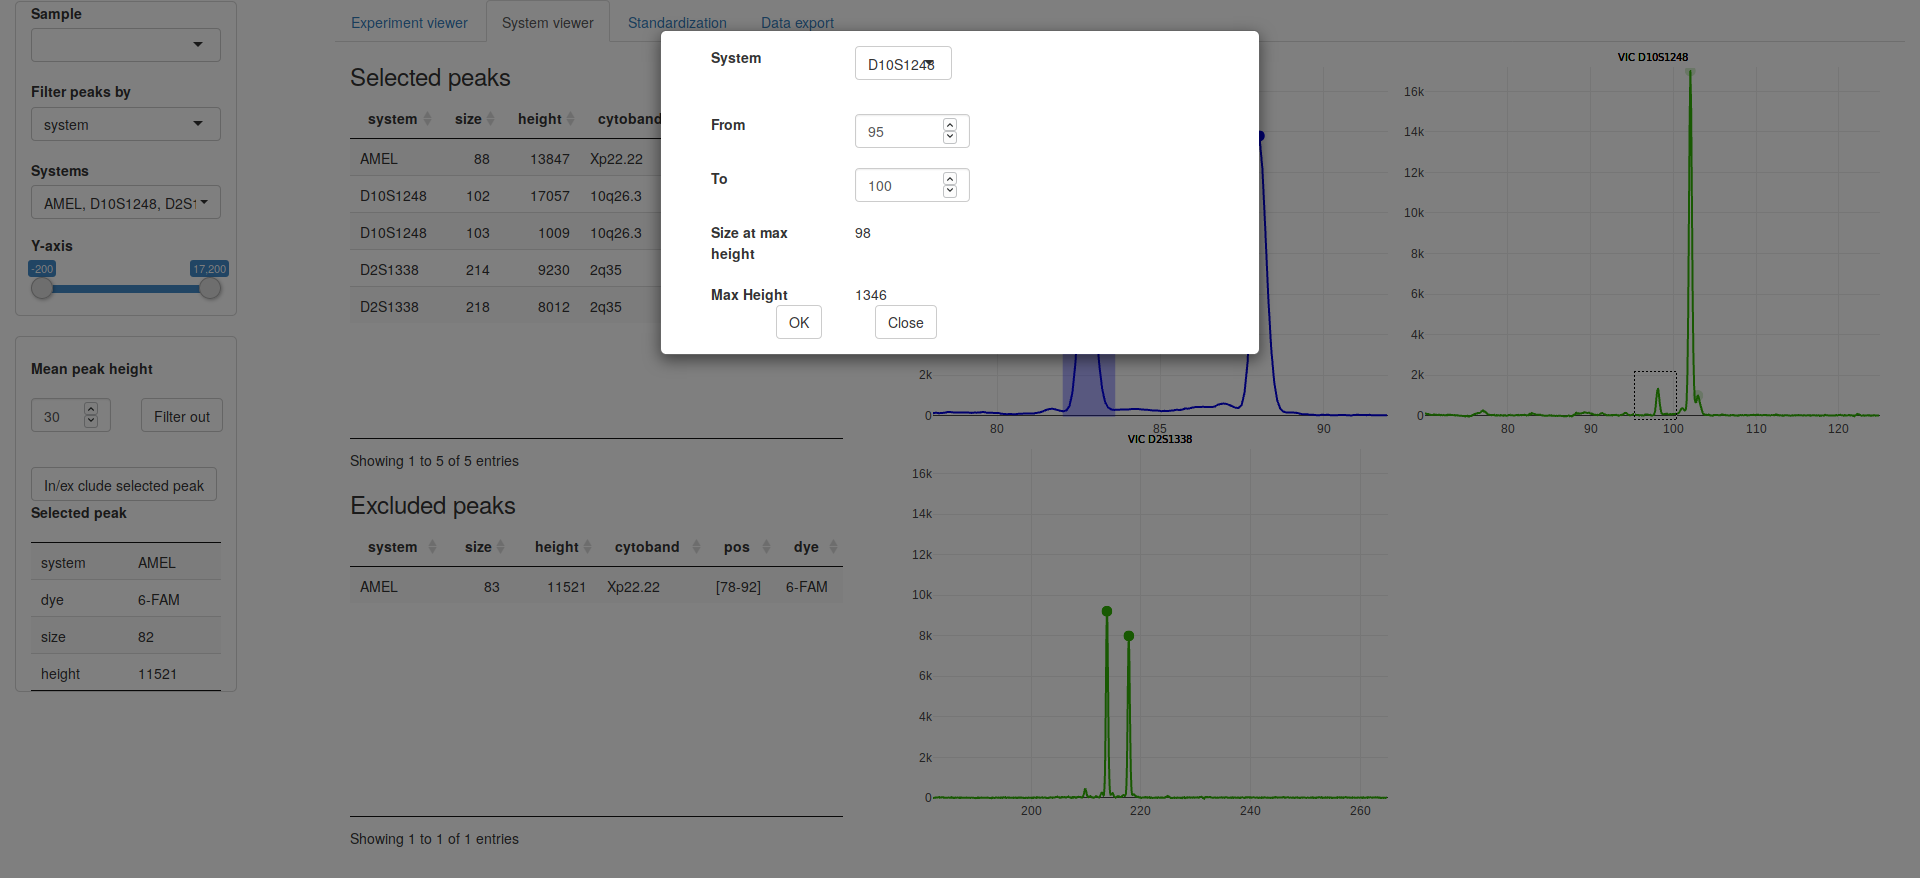 Sample
Filter peaks by
system
Systems
AMEL, D10S1248, D2S1
Y-axis
-200
17,200
Mean peak height
30
Filter out
In/ex clude selected peak
Selected peak
system AMEL
dye 6-FAM
size 82
height 11521
Experiment viewer System viewer Standardization Data export
Selected peaks
system size height cytoband
AMEL 88 13847 Xp22.22
D10S1248 102 17057 10q26.3
D10S1248 103 1009 10q26.3
D2S1338 214 9230 2q35
D2S1338 218 8012 2q35
Showing 1 to 5 of 5 entries
Excluded peaks
system size height cytoband pos dye
AMEL 83 11521 Xp22.22 [78-92] 6-FAM
Showing 1 to 1 of 1 entries
System D10S1248
From 95
To 100
Size at max 98
height
Max Height 1346
OK Close
2k
0
80 85 90
VIC D10S1248
16k
14k
12k
10k
8k
6k
4k
2k
0
80 90 100 110 120
VIC D2S1338
16k
14k
12k
10k
8k
6k
4k
2k
0
200 220 240 260